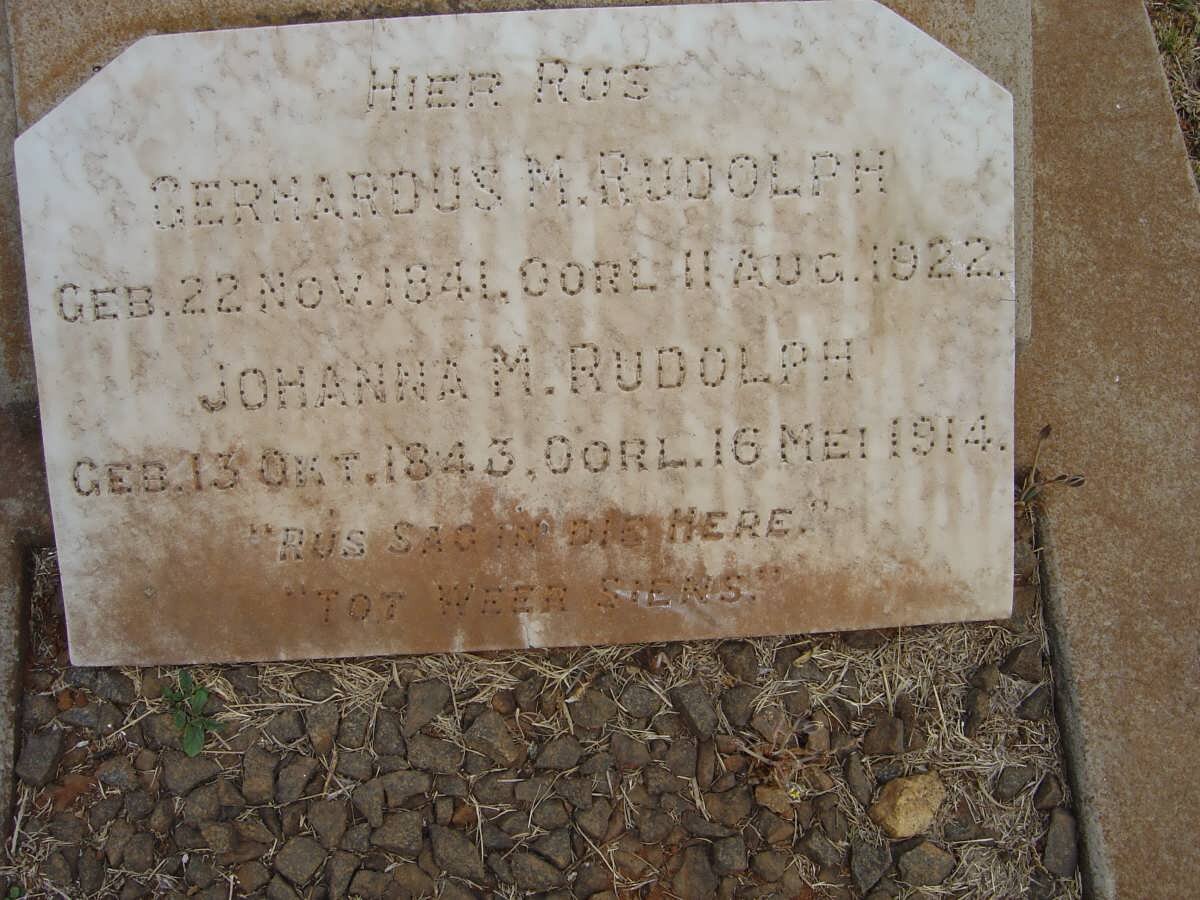 HIER RUS
GERHARDUS M. RUDOLPH
GEB. 22 NOV. 1841. OORL. 11 AUG. 1922.
JOHANNA M. RUDOLPH
GEB. 13 OKT. 1843, OORL. 16 MEI 1914.
"RUS SAG IN DIE HERE."
"TOT WEER SIENS."